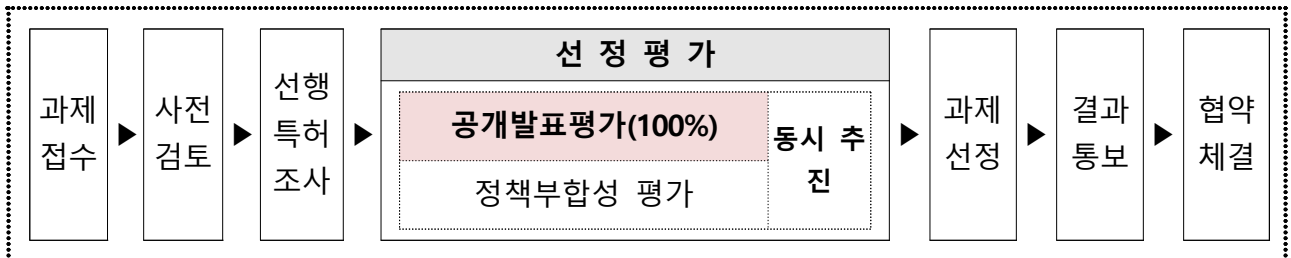 과제
접수
▶
사전
검토
▶
선행
특허
조사
▶
선 정 평 가
공개발표평가(100%)
정책부합성 평가
동시 추
진
▶
과제
선정
▶
결과
통보
▶
협약
체결